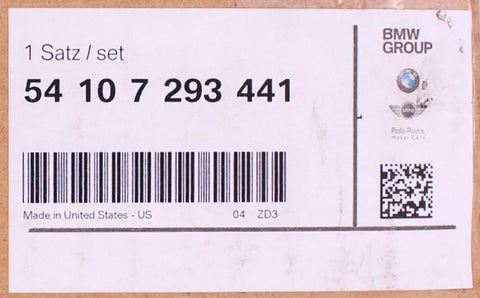 1 Satz / set
54 10 7 293 441
Made in United States - US 04 ZD3
BMW
GROUP
Rolls-Royce
Motor Cars